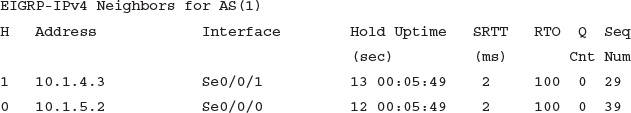 EIGRP-IPv4 Neighbors for AS(1)
H   Address                 Interface              Hold Uptime   SRTT   RTO  Q  Seq
                                                   (sec)         (ms)       Cnt Num
1   10.1.4.3                Se0/0/1                13 00:05:49   2      100  0  29
0   10.1.5.2                Se0/0/0                12 00:05:49   2      100  0  39